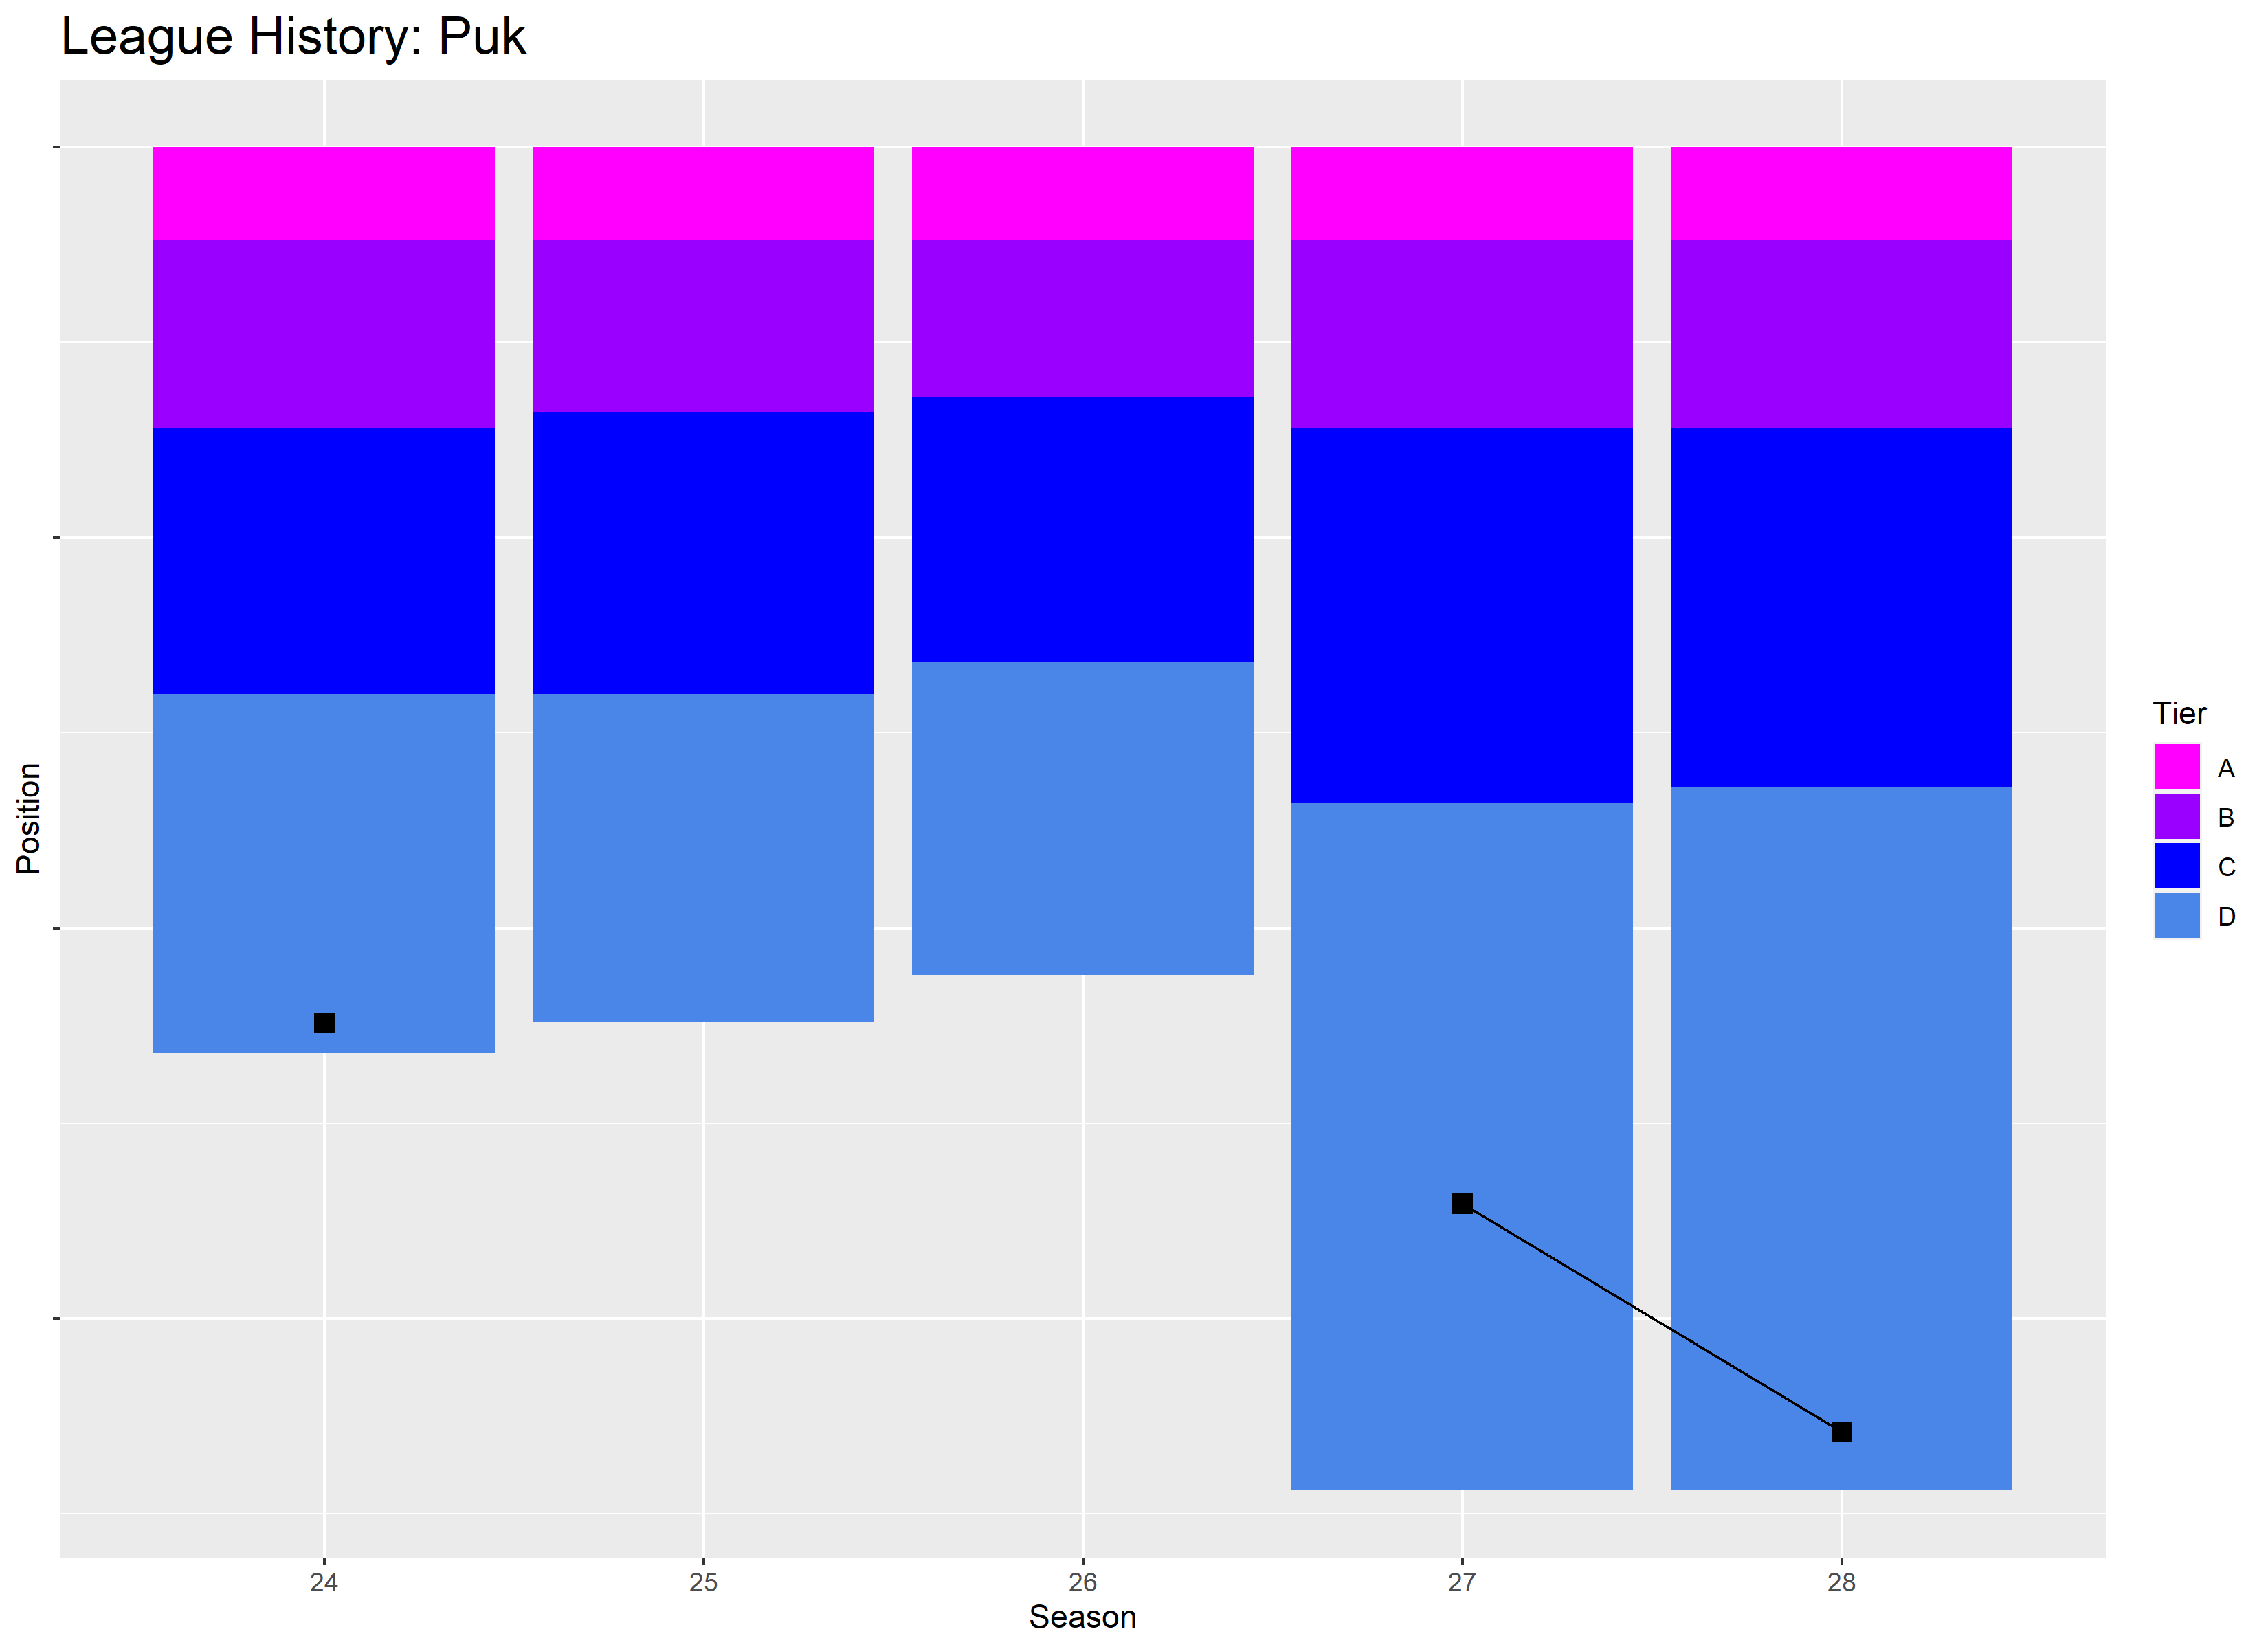 League History: Puk
Position
Tier
A
B
C
D
24
25
26
27
28
Season